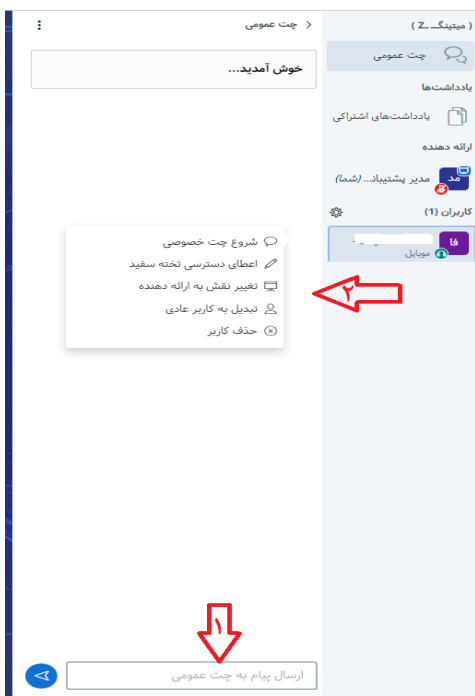 ( میتینگـــ Z )
چت عمومی
یادداشت‌ها
یادداشت‌های اشتراکی
ارائه دهنده
مد
مدیر پشتیبانـ... (شما)
کاربران (1)
فا
موبایل
چت عمومی
خوش آمدید...
شروع چت خصوصی
اعطای دسترسی تخته سفید
تغییر نقش به ارائه دهنده
تبدیل به کاربر عادی
حذف کاربر
۲
۱
ارسال پیام به چت عمومی